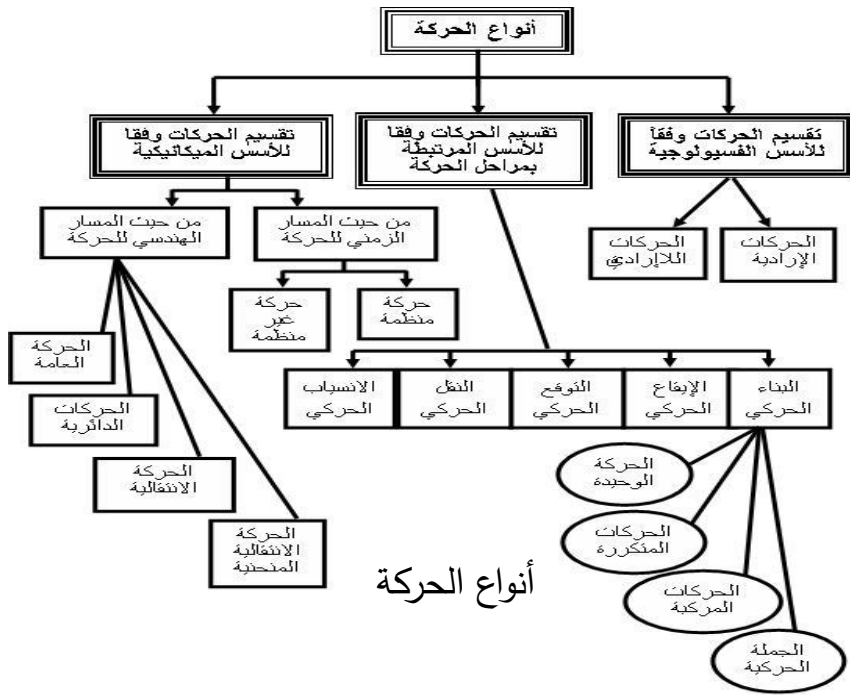 أنواع الحركة
تقسيم الحركات وفقاً
للأسس الفسيولوجية
تقسيم الحركات وفقا
للأسس المرتبطة
بمراحل الحركة
تقسيم الحركات وفقا
للأسس الميكانيكية
الحركات
الإرادية
الحركات
اللاإرادي
من حيث المسار
الزمني للحركة
من حيث المسار
الهندسي للحركة
حركة
منظمة
حركة
غير
منظمة
الحركة
العامة
الحركات
الدائرية
الحركة
الانتقالية
الحركة
الانتقالية
المنحنية
البناء
الحركي
الإيقاع
الحركي
التوقع
الحركي
النقل
الحركي
الانسياب
الحركي
الحركة
الوحيدة
الحركات
المتكررة
الحركات
المركبة
الجملة
الحركية
أنواع الحركة